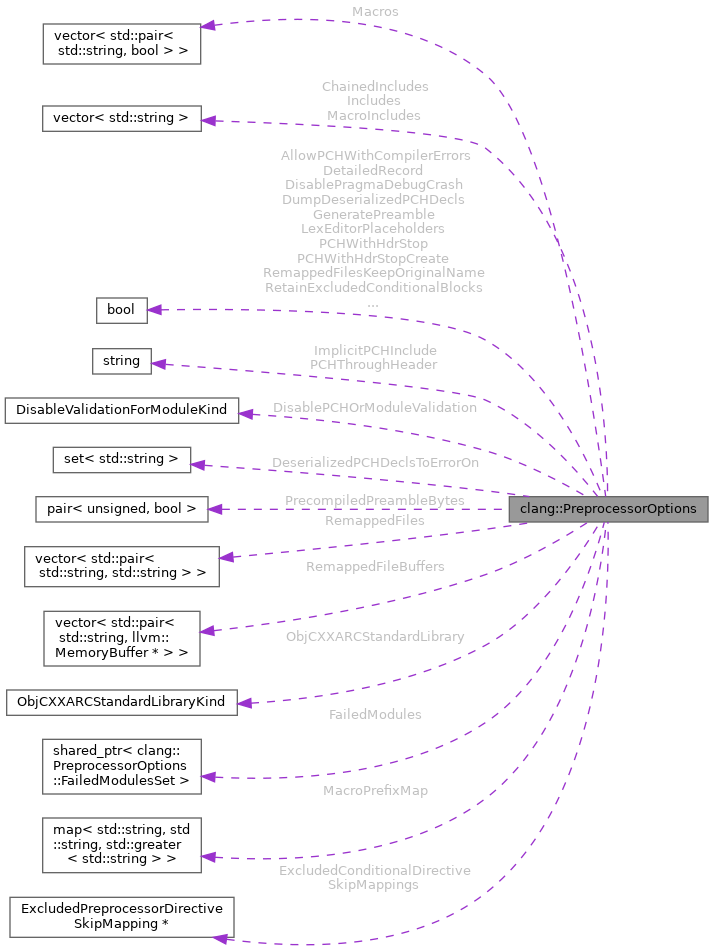 Macros
vector< std::pair<
std::string, bool > >
ChainedIncludes
Includes
MacroIncludes
vector< std::string >
AllowPCHWithCompilerErrors
DetailedRecord
DisablePragmaDebugCrash
DumpDeserializedPCHDecls
GeneratePreamble
LexEditorPlaceholders
PCHWithHdrStop
PCHWithHdrStopCreate
RemappedFilesKeepOriginalName
RetainExcludedConditionalBlocks
...
bool
string
ImplicitPCHInclude
PCHThroughHeader
DisableValidationForModuleKind
DisablePCHOrModuleValidation
set< std::string >
DeserializedPCHDeclsToErrorOn
pair< unsigned, bool >
PrecompiledPreambleBytes
clang::PreprocessorOptions
RemappedFiles
vector< std::pair<
std::string, std::string > >
RemappedFileBuffers
vector< std::pair<
std::string, llvm::
MemoryBuffer * > >
ObjCXXARCStandardLibrary
ObjCXXARCStandardLibraryKind
FailedModules
shared_ptr< clang::
PreprocessorOptions
::FailedModulesSet >
MacroPrefixMap
map< std::string, std
::string, std::greater
< std::string > >
ExcludedConditionalDirective
SkipMappings
ExcludedPreprocessorDirective
SkipMapping *